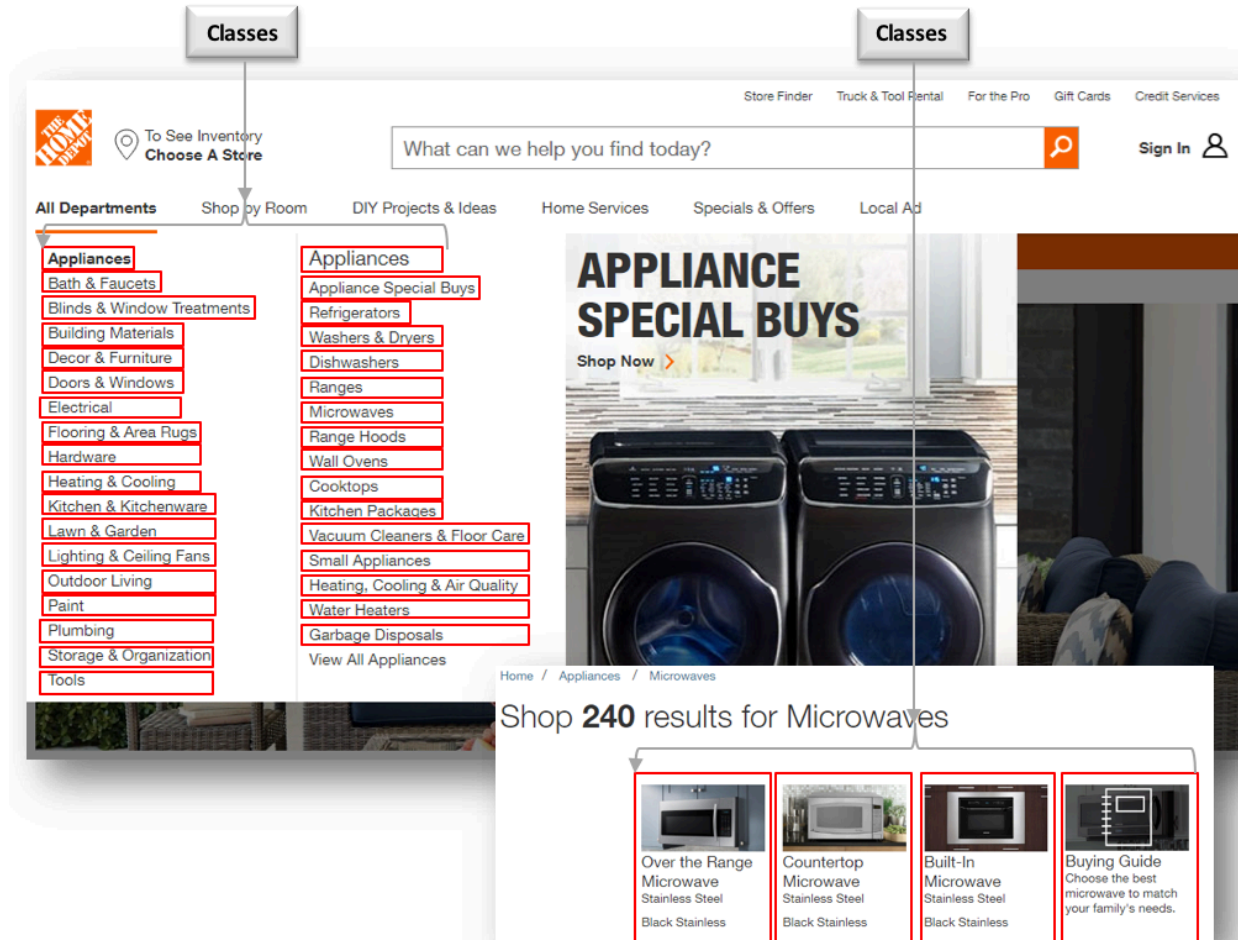 Classes
Classes
Store Finder Truck & Tool Rental For the Pro Gift Cards Credit Services
THE HOME DEPOT
To See Inventory
Choose A Store
What can we help you find today?
Sign In
All Departments Shop by Room DIY Projects & Ideas Home Services Specials & Offers Local Ad
Appliances
Bath & Faucets
Blinds & Window Treatments
Building Materials
Decor & Furniture
Doors & Windows
Electrical
Flooring & Area Rugs
Hardware
Heating & Cooling
Kitchen & Kitchenware
Lawn & Garden
Lighting & Ceiling Fans
Outdoor Living
Paint
Plumbing
Storage & Organization
Tools
Appliances
Appliance Special Buys
Refrigerators
Washers & Dryers
Dishwashers
Ranges
Microwaves
Range Hoods
Wall Ovens
Cooktops
Kitchen Packages
Vacuum Cleaners & Floor Care
Small Appliances
Heating, Cooling & Air Quality
Water Heaters
Garbage Disposals
View All Appliances
APPLIANCE
SPECIAL BUYS
Shop Now
Home / Appliances / Microwaves
Shop 240 results for Microwaves
Over the Range
Microwave
Stainless Steel
Black Stainless
Countertop
Microwave
Stainless Steel
Black Stainless
Built-In
Microwave
Stainless Steel
Black Stainless
Buying Guide
Choose the best
microwave to match
your family's needs.